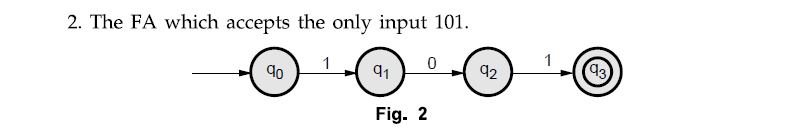 2. The FA which accepts the only input 101.
q0 1 q1 0 q2 1 q3
Fig. 2